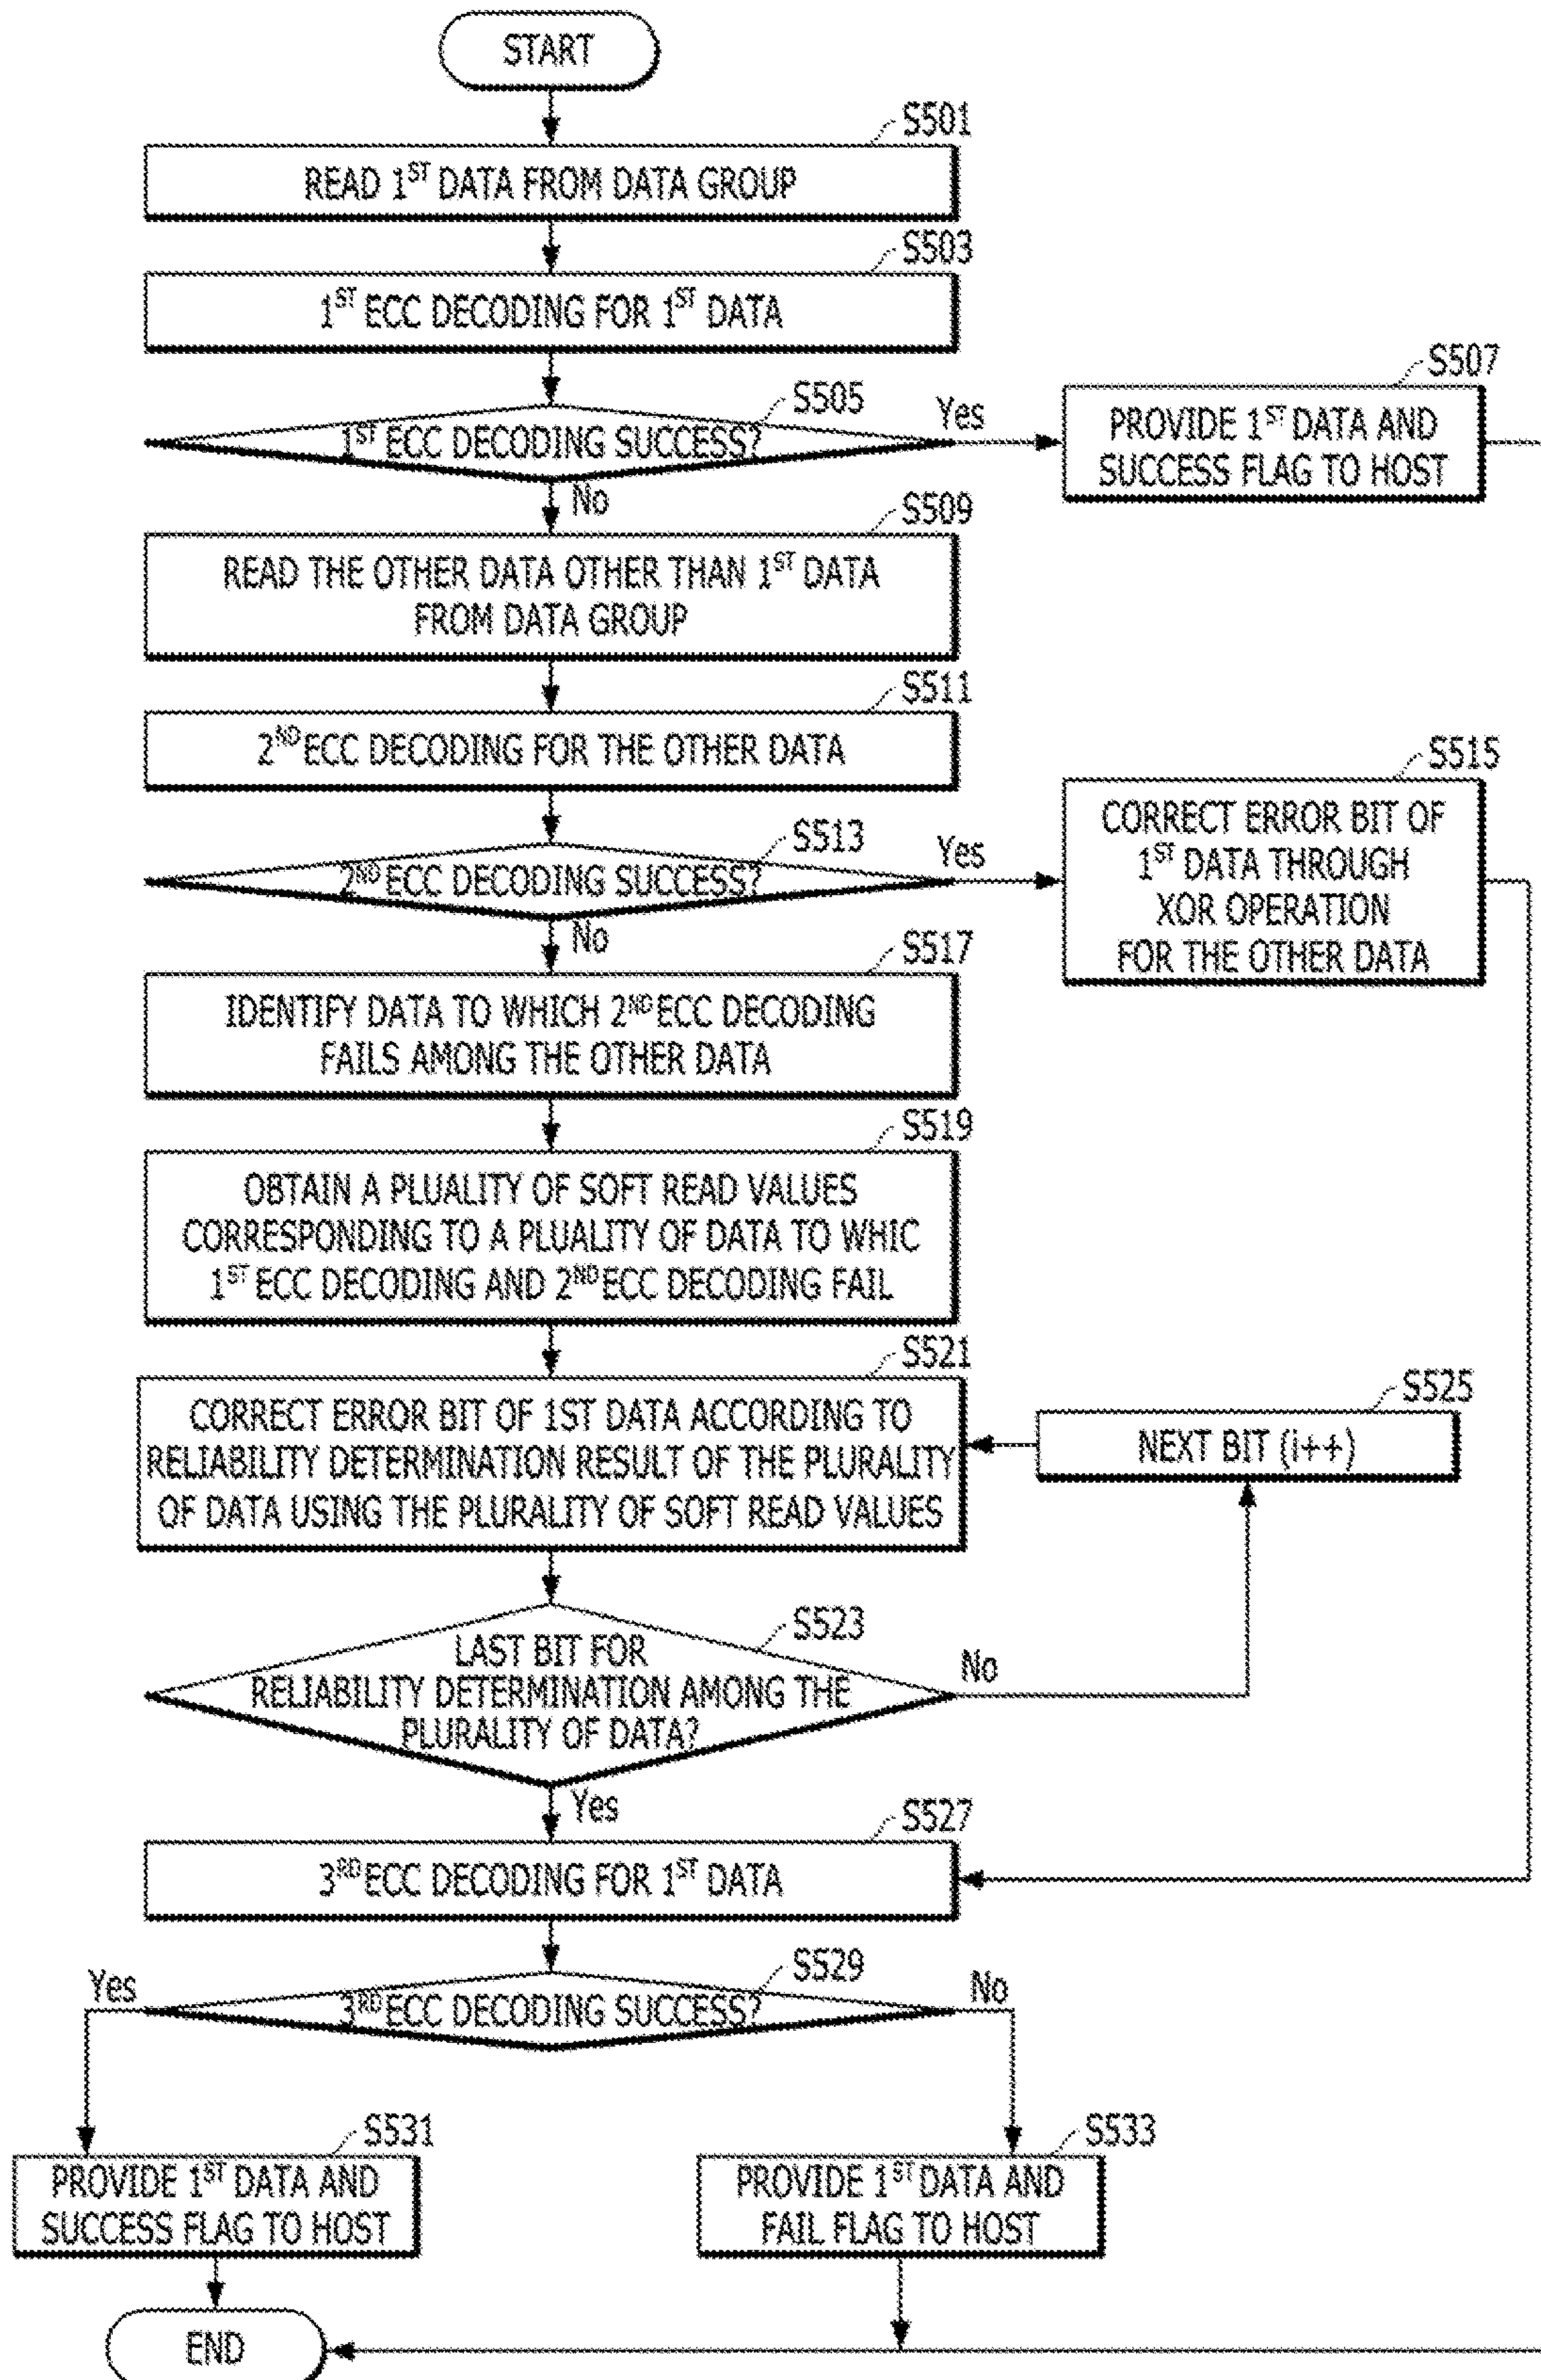 START
S501
READ 1ST DATA FROM DATA GROUP
S503
1ST ECC DECODING FOR 1ST DATA
S505
1ST ECC DECODING SUCCESS?
Yes
No
S507
PROVIDE 1ST DATA AND
SUCCESS FLAG TO HOST
S509
READ THE OTHER DATA OTHER THAN 1ST DATA
FROM DATA GROUP
S511
2ND ECC DECODING FOR THE OTHER DATA
S513
2ND ECC DECODING SUCCESS?
Yes
No
S515
CORRECT ERROR BIT OF
1ST DATA THROUGH
XOR OPERATION
FOR THE OTHER DATA
S517
IDENTIFY DATA TO WHICH 2ND ECC DECODING
FAILS AMONG THE OTHER DATA
S519
OBTAIN A PLUALITY OF SOFT READ VALUES
CORRESPONDING TO A PLUALITY OF DATA TO WHIC
1ST ECC DECODING AND 2ND ECC DECODING FAIL
S521
CORRECT ERROR BIT OF 1ST DATA ACCORDING TO
RELIABILITY DETERMINATION RESULT OF THE PLURALITY
OF DATA USING THE PLURALITY OF SOFT READ VALUES
S525
NEXT BIT (i++)
S523
LAST BIT FOR
RELIABILITY DETERMINATION AMONG THE
PLURALITY OF DATA?
No
Yes
S527
3RD ECC DECODING FOR 1ST DATA
S529
3RD ECC DECODING SUCCESS?
Yes
No
S531
PROVIDE 1ST DATA AND
SUCCESS FLAG TO HOST
S533
PROVIDE 1ST DATA AND
FAIL FLAG TO HOST
END